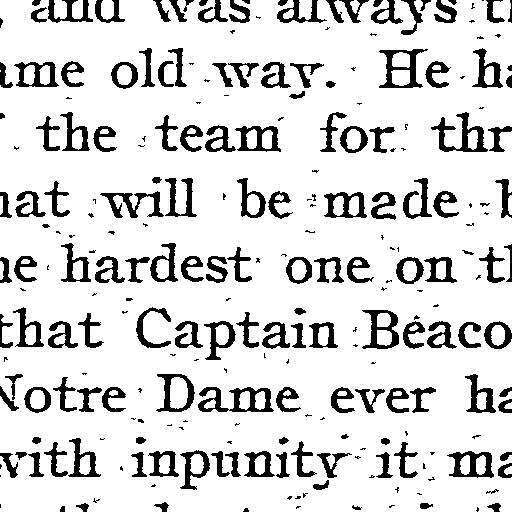 and was always
ame old way. He ha
the team for thr
hat will be made b
ne hardest one on th
that Captain Beaco
Notre Dame ever ha
with inpunity it ma